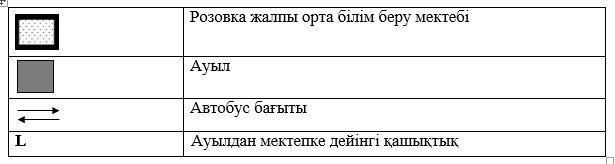 Розовка жалпы орта білім беру мектебі
Ауыл
Автобус бағыты
L Ауылдан мектепке дейінгі қашықтық